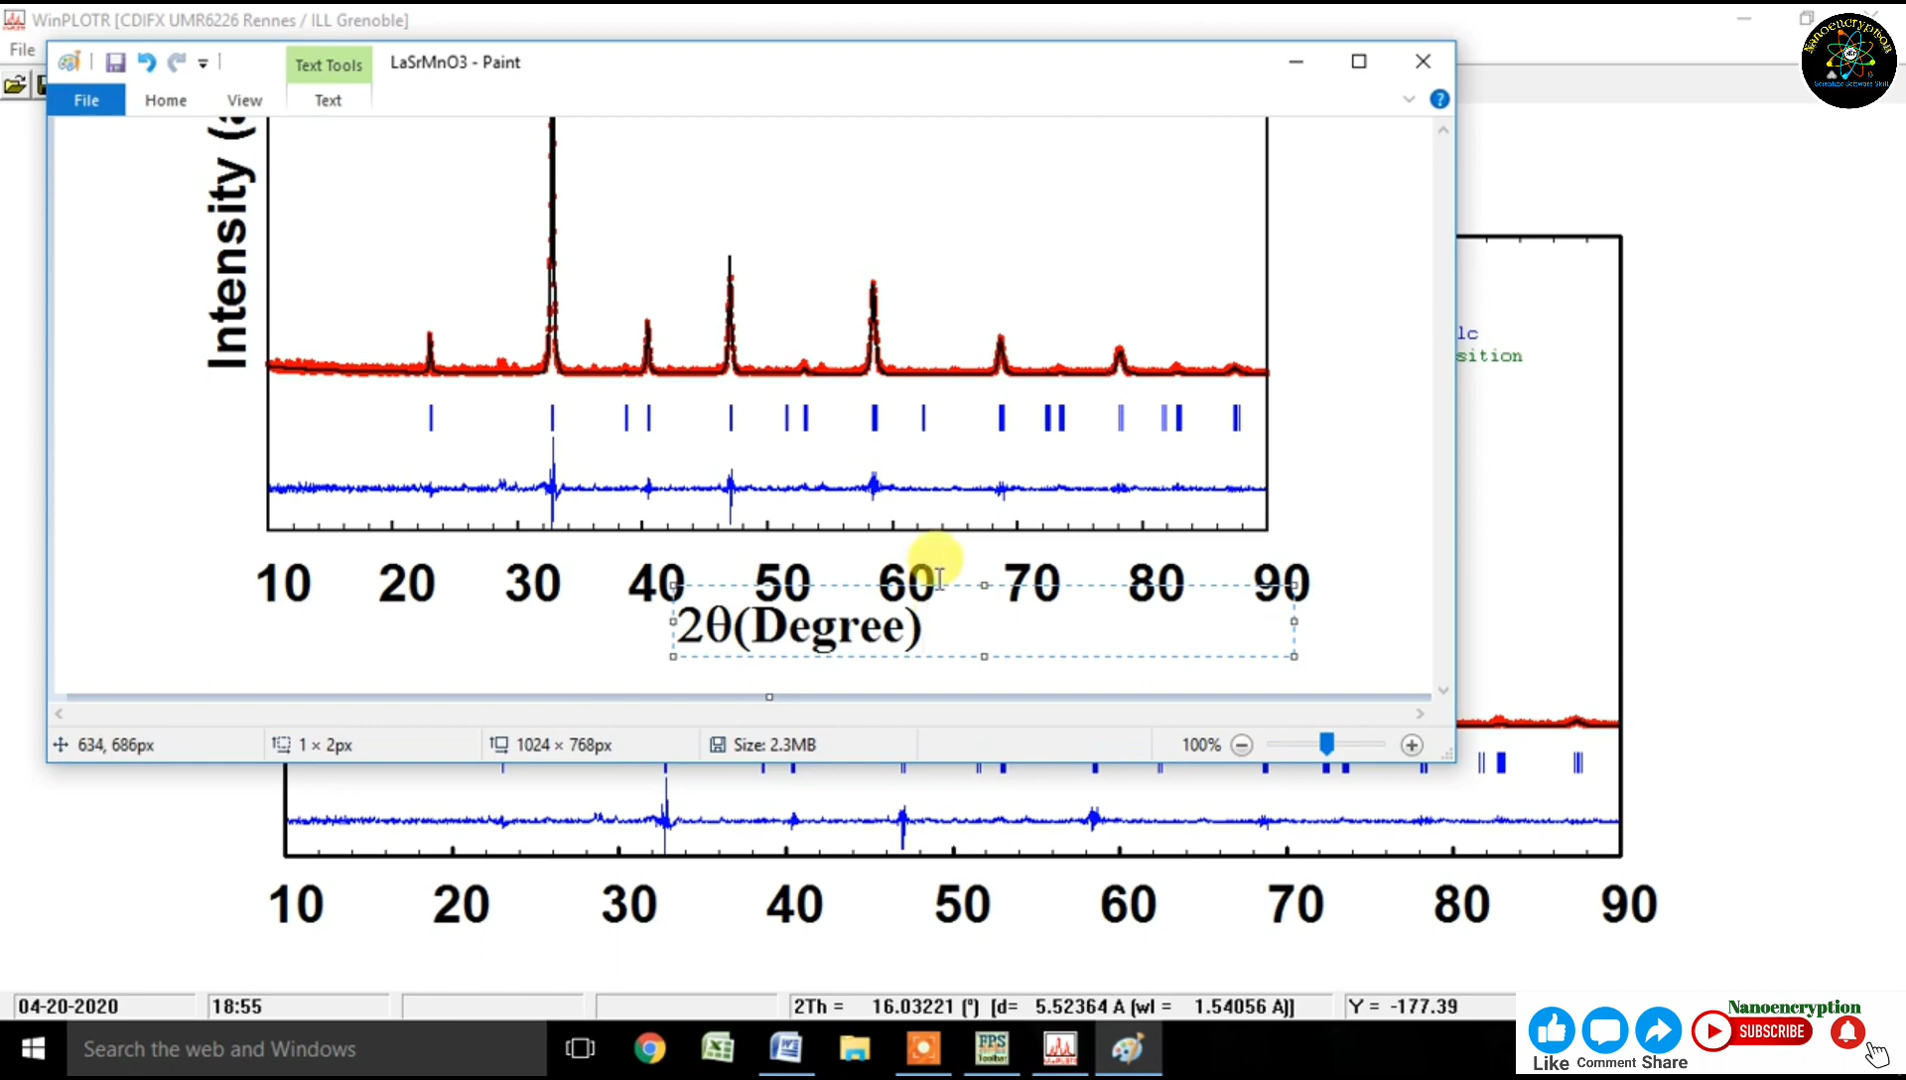 WinPLOTR [CDIFX UMR6226 Rennes / ILL Grenoble]
File
Nanoencryption
Text Tools
LaSrMnO3 - Paint
File
Home
View
Text
Intensity (a
lc
sition
10 20 30 40 50 60 70 80 90
2θ(Degree)
634, 686px
1 × 2px
1024 × 768px
Size: 2.3MB
100%
10 20 30 40 50 60 70 80 90
04-20-2020
18:55
2Th = 16.03221 (°) [d= 5.52364 A (wl = 1.54056 A)]
Y = -177.39
Nanoencryption
SUBSCRIBE
Like Comment Share
Search the web and Windows
FPS